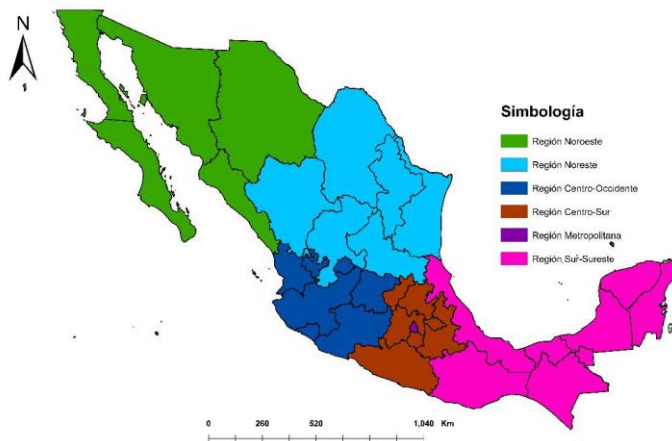 N
Simbología
Región Noroeste
Región Noreste
Región Centro-Occidente
Región Centro-Sur
Región Metropolitana
Región Sur-Sureste
0 260 520 1,040 Km